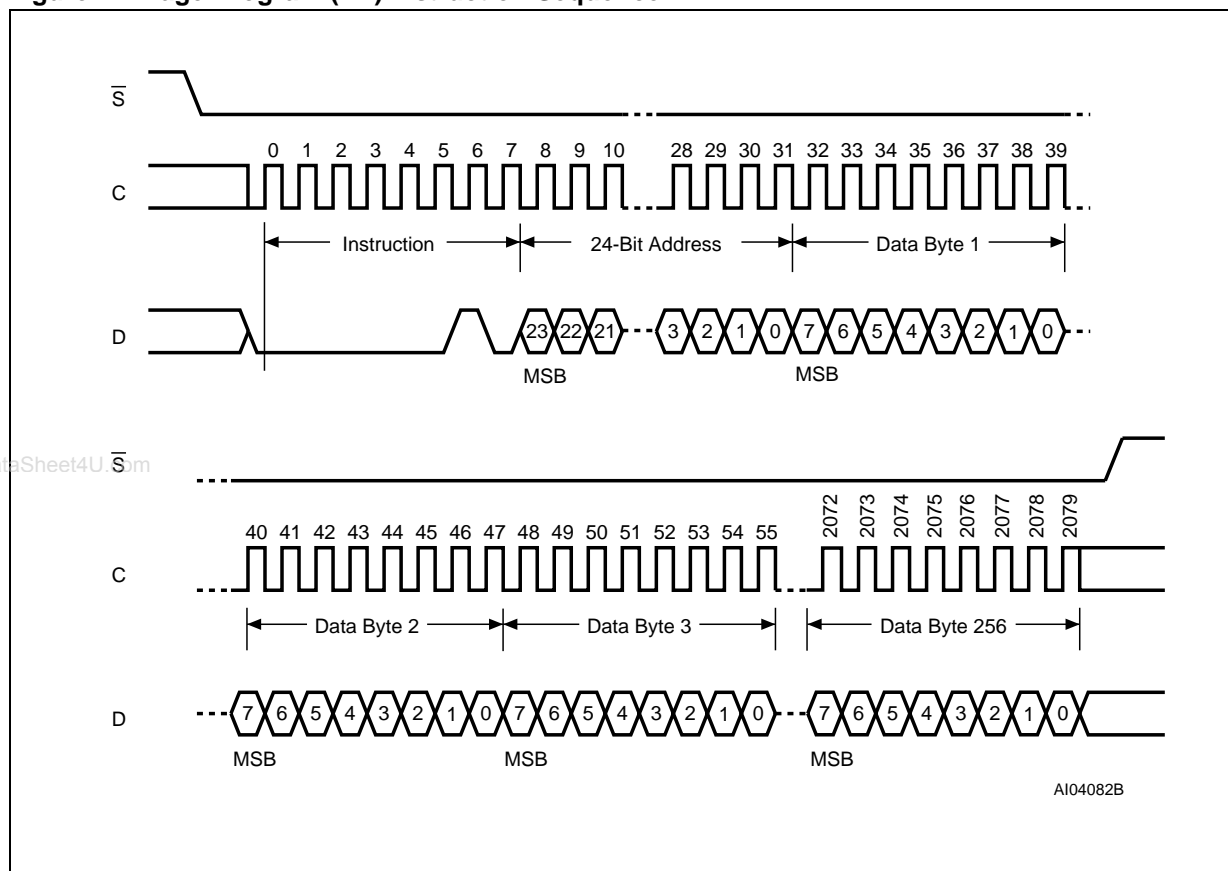 S
0 1 2 3 4 5 6 7 8 9 10 28 29 30 31 32 33 34 35 36 37 38 39
C
Instruction 24-Bit Address Data Byte 1
D
23 22 21 3 2 1 0 7 6 5 4 3 2 1 0
MSB MSB
S
taSheet4U.com
40 41 42 43 44 45 46 47 48 49 50 51 52 53 54 55 2072 2073 2074 2075 2076 2077 2078 2079
C
Data Byte 2 Data Byte 3 Data Byte 256
D
7 6 5 4 3 2 1 0 7 6 5 4 3 2 1 0 7 6 5 4 3 2 1 0
MSB MSB MSB
AI04082B